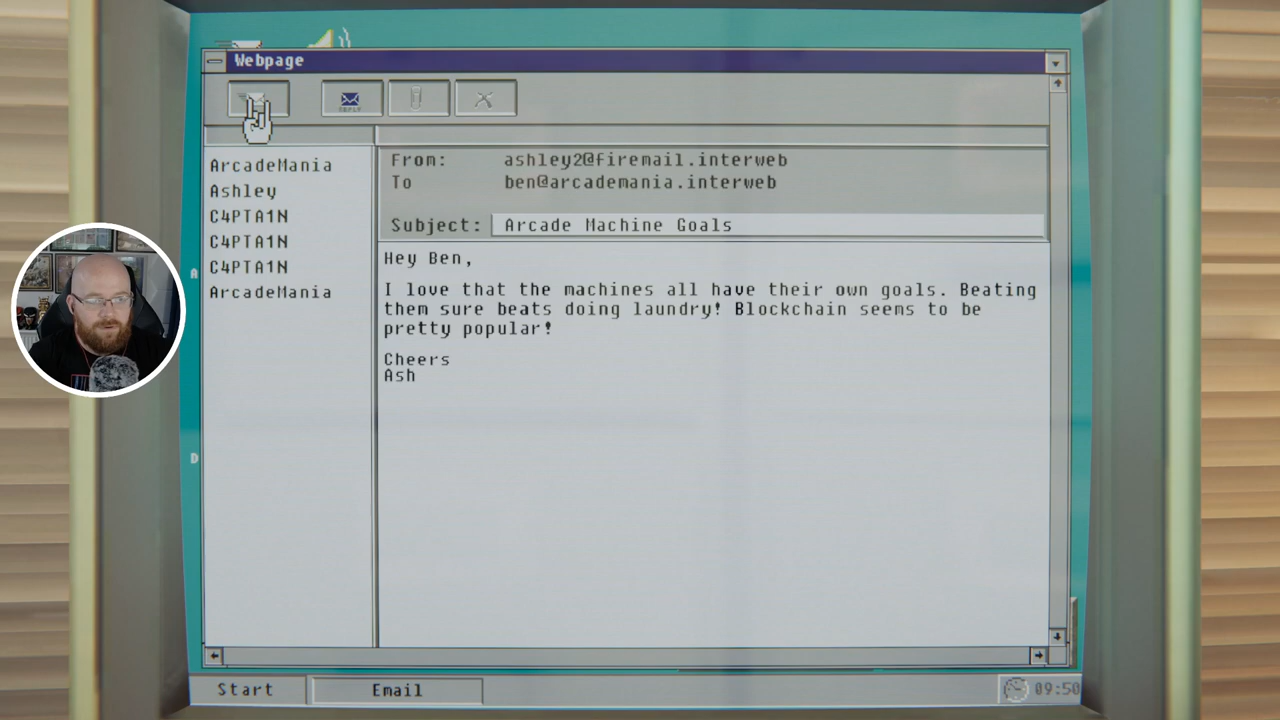 Webpage
REPLY
ArcadeMania
Ashley
C4PTA1N
C4PTA1N
C4PTA1N
ArcadeMania
From: ashley2@firemail.interweb
To ben@arcademania.interweb
Subject: Arcade Machine Goals
Hey Ben,
I love that the machines all have their own goals. Beating
them sure beats doing laundry! Blockchain seems to be
pretty popular!
Cheers
Ash
A
D
Start
Email
09:50